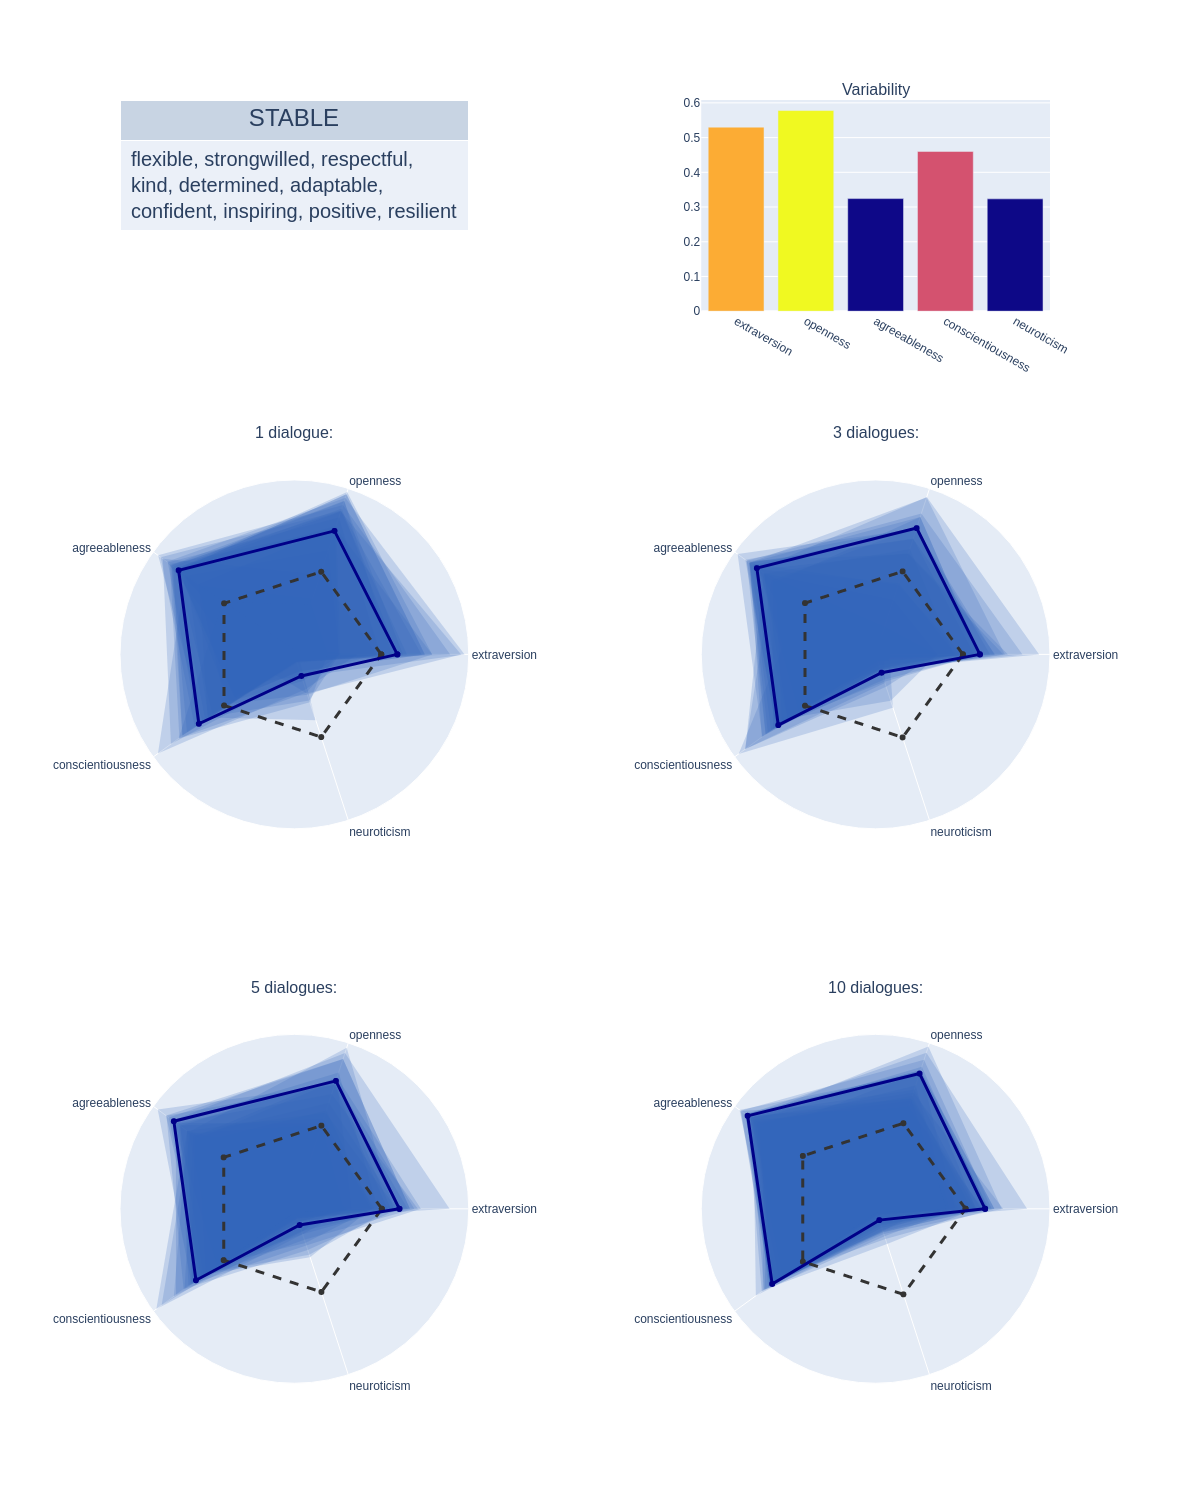 STABLE
flexible, strongwilled, respectful,
kind, determined, adaptable,
confident, inspiring, positive, resilient
Variability
0.6
0.5
0.4
0.3
0.2
0.1
0
extraversion
openness
agreeableness
conscientiousness
neuroticism
1 dialogue:
openness
agreeableness
extraversion
conscientiousness
neuroticism
3 dialogues:
openness
agreeableness
extraversion
conscientiousness
neuroticism
5 dialogues:
openness
agreeableness
extraversion
conscientiousness
neuroticism
10 dialogues:
openness
agreeableness
extraversion
conscientiousness
neuroticism